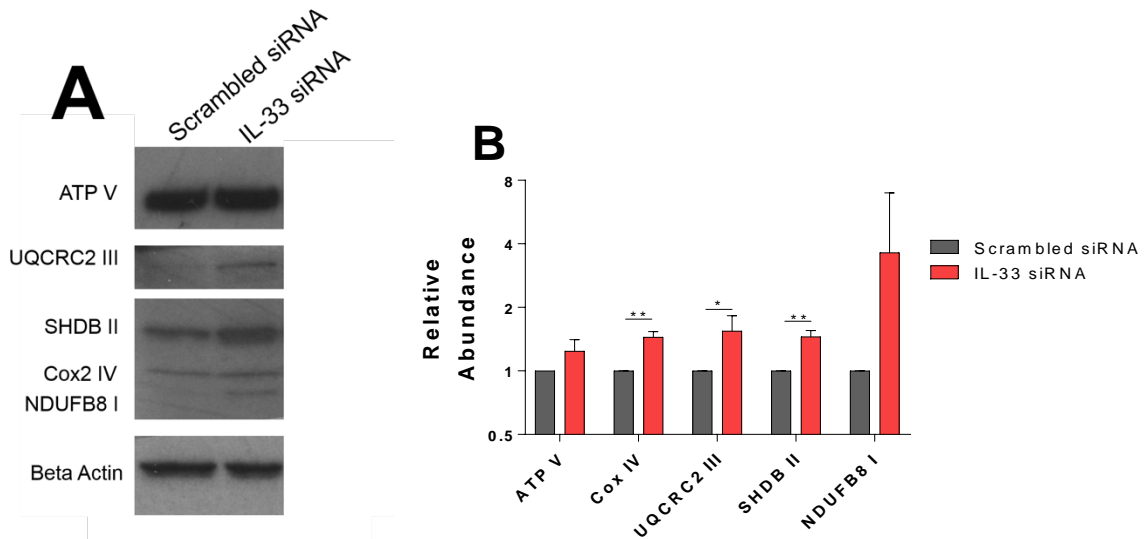 A
Scrambled siRNA
IL-33 siRNA
ATP V
UQCRC2 III
SHDB II
Cox2 IV
NDUFB8 I
Beta Actin
B
Relative
Abundance
8
4
2
1
0.5
**
*
**
ATP V
Cox IV
UQCRC2 III
SHDB II
NDUFB8 I
Scrambled siRNA
IL-33 siRNA